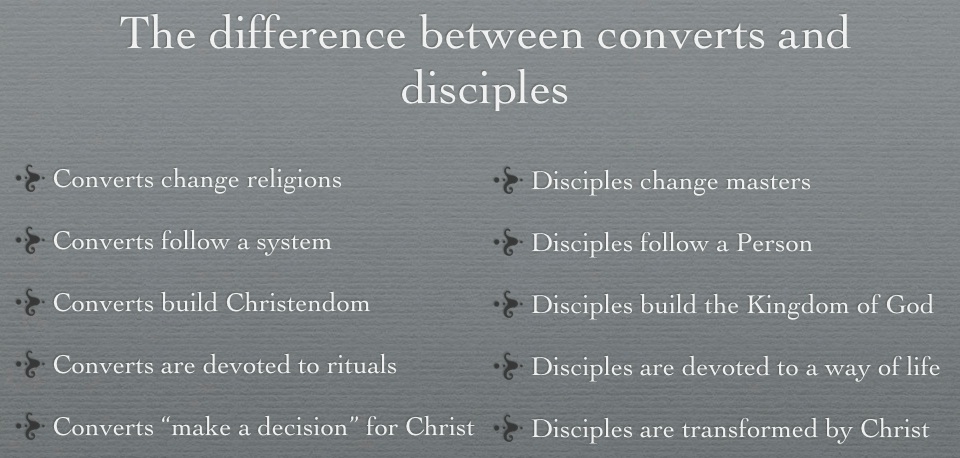 The difference between converts and
disciples
Converts change religions
Converts follow a system
Converts build Christendom
Converts are devoted to rituals
Converts “make a decision” for Christ
Disciples change masters
Disciples follow a Person
Disciples build the Kingdom of God
Disciples are devoted to a way of life
Disciples are transformed by Christ